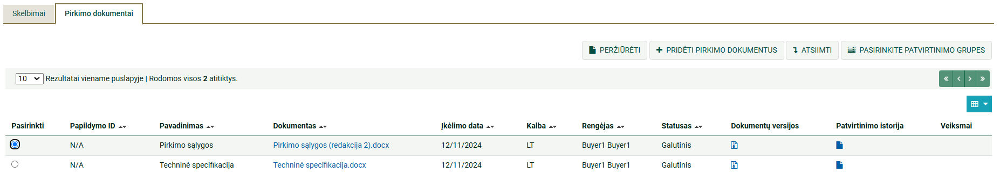 Skelbimai Pirkimo dokumentai
PERŽIŪRĖTI PRIDĖTI PIRKIMO DOKUMENTUS ATSIIMTI PASIRINKITE PATVIRTINIMO GRUPES
10 Rezultatai viename puslapyje | Rodomos visos 2 atitiktys.
Pasirinkti Papildymo ID Pavadinimas Dokumentas Įkėlimo data Kalba Rengėjas Statusas Dokumentų versijos Patvirtinimo istorija Veiksmai
N/A Pirkimo sąlygos Pirkimo sąlygos (redakcija 2).docx 12/11/2024 LT Buyer1 Buyer1 Galutinis
N/A Techninė specifikacija Techninė specifikacija.docx 12/11/2024 LT Buyer1 Buyer1 Galutinis